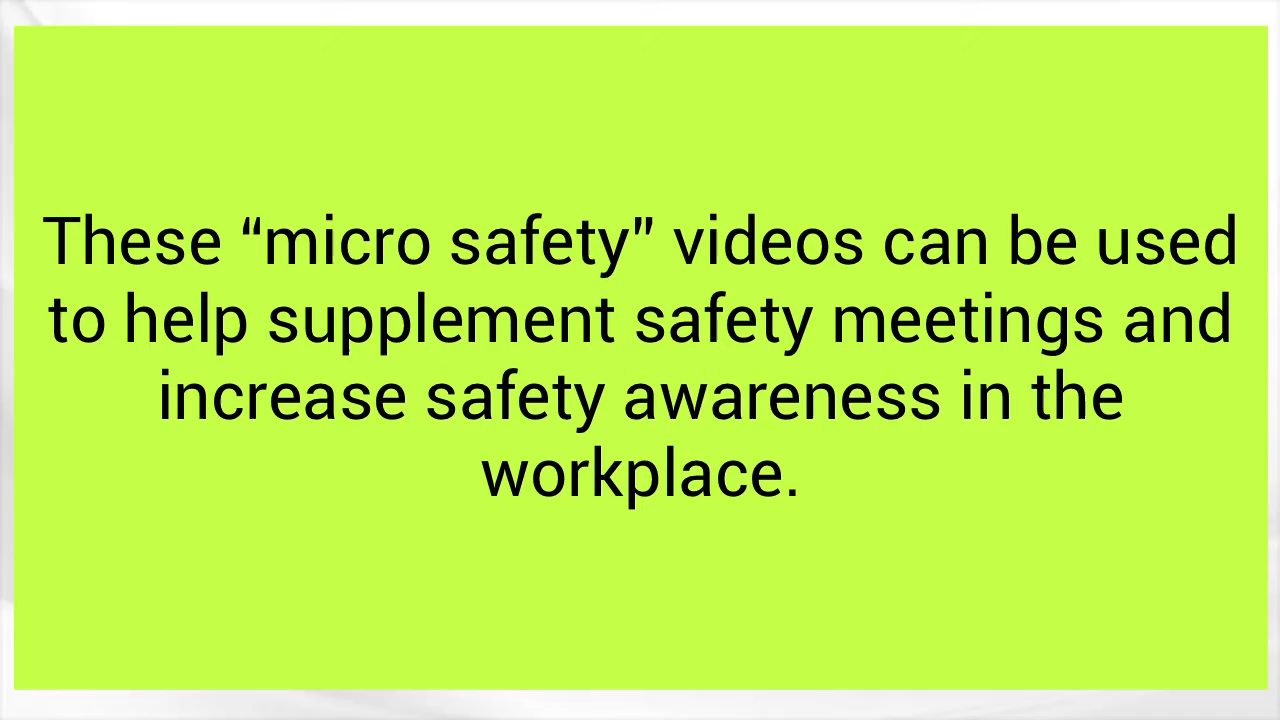 These “micro safety” videos can be used
to help supplement safety meetings and
increase safety awareness in the
workplace.